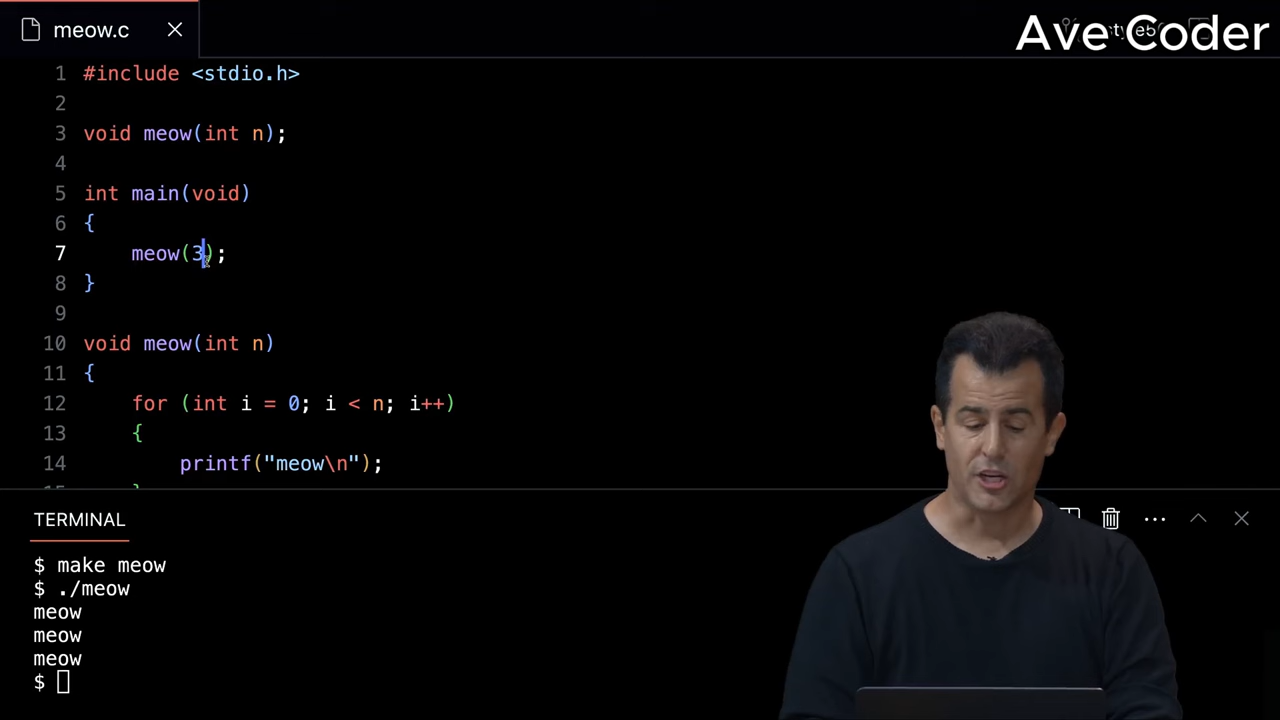 meow.c
Ave Coder
1 #include <stdio.h>
2
3 void meow(int n);
4
5 int main(void)
6 {
7     meow(3);
8 }
9
10 void meow(int n)
11 {
12     for (int i = 0; i < n; i++)
13     {
14         printf("meow\n");
TERMINAL
$ make meow
$ ./meow
meow
meow
meow
$